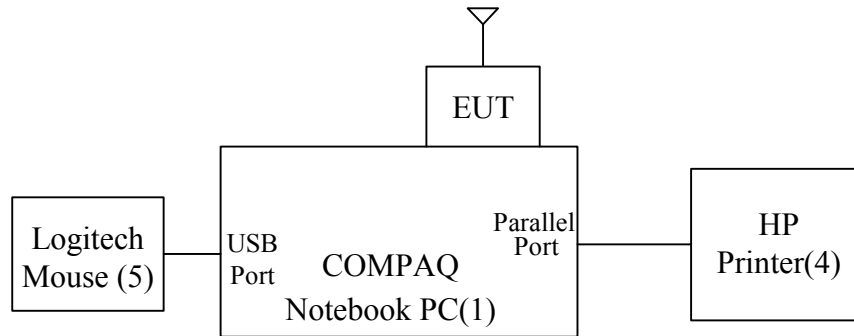 EUT
Logitech
Mouse (5)
USB
Port
COMPAQ
Notebook PC(1)
Parallel
Port
HP
Printer(4)